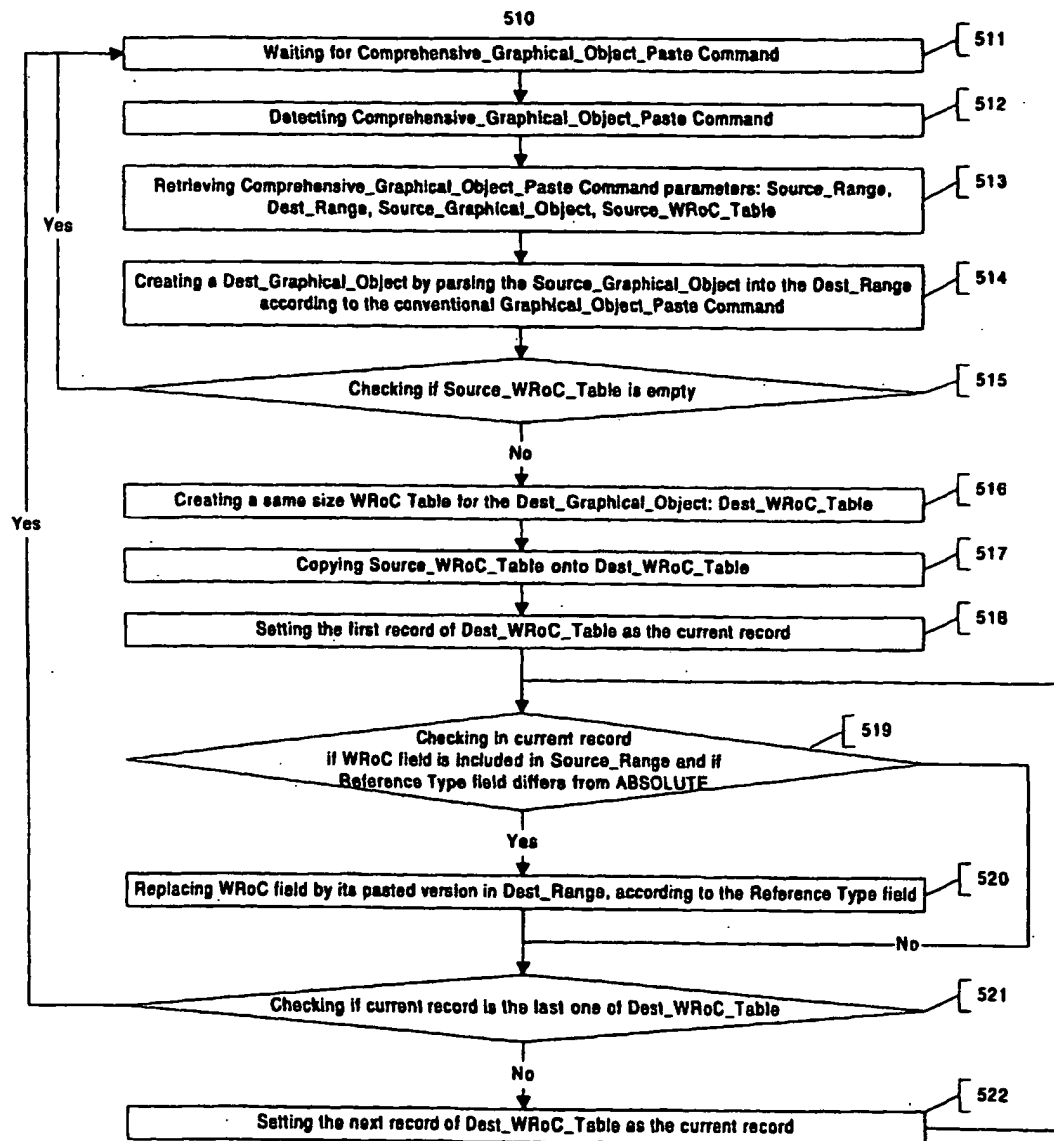 510
Waiting for Comprehensive_Graphical_Object_Paste Command
511
Detecting Comprehensive_Graphical_Object_Paste Command
512
Retrieving Comprehensive_Graphical_Object_Paste Command parameters: Source_Range,
Dest_Range, Source_Graphical_Object, Source_WRoC_Table
513
Yes
Creating a Dest_Graphical_Object by parsing the Source_Graphical_Object into the Dest_Range
according to the conventional Graphical_Object_Paste Command
514
Checking if Source_WRoC_Table is empty
515
No
Creating a same size WRoC Table for the Dest_Graphical_Object: Dest_WRoC_Table
516
Yes
Copying Source_WRoC_Table onto Dest_WRoC_Table
517
Setting the first record of Dest_WRoC_Table as the current record
518
Checking in current record
if WRoC field is included in Source_Range and if
Reference Type field differs from ABSOLUTE
519
Yes
Replacing WRoC field by its pasted version in Dest_Range, according to the Reference Type field
520
No
Checking if current record is the last one of Dest_WRoC_Table
521
No
Setting the next record of Dest_WRoC_Table as the current record
522